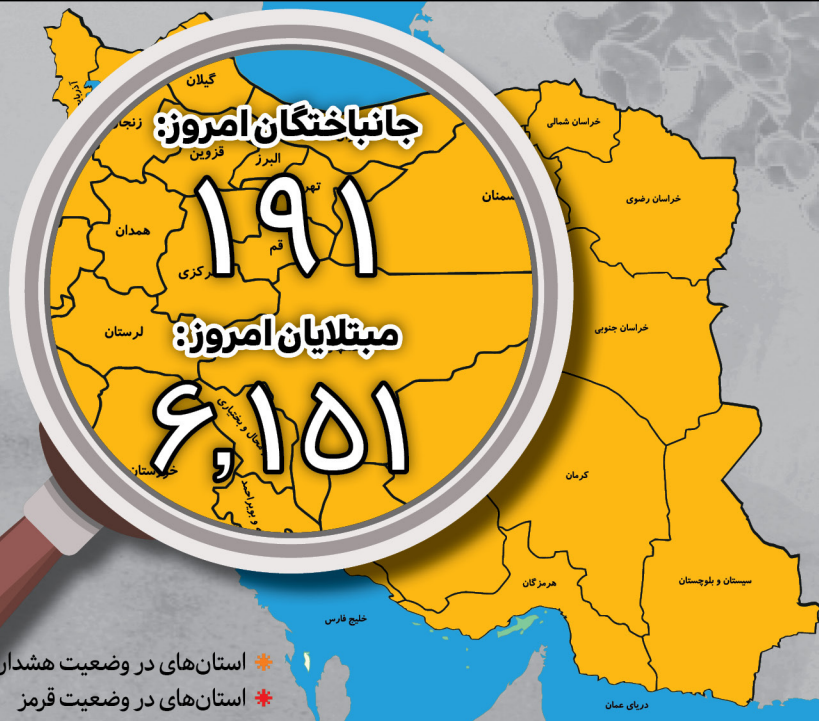 گیلان
جانباختگان امروز:
قزوین
البرز
۱۹۱
همدان
قم
سمنان
خراسان شمالی
خراسان رضوی
لرستان
مبتلایان امروز:
خراسان جنوبی
۶,۱۵۱
و بویراحمد
کرمان
هرمزگان
سیستان و بلوچستان
خلیج فارس
دریای عمان
استان‌های در وضعیت هشدار
استان‌های در وضعیت قرمز